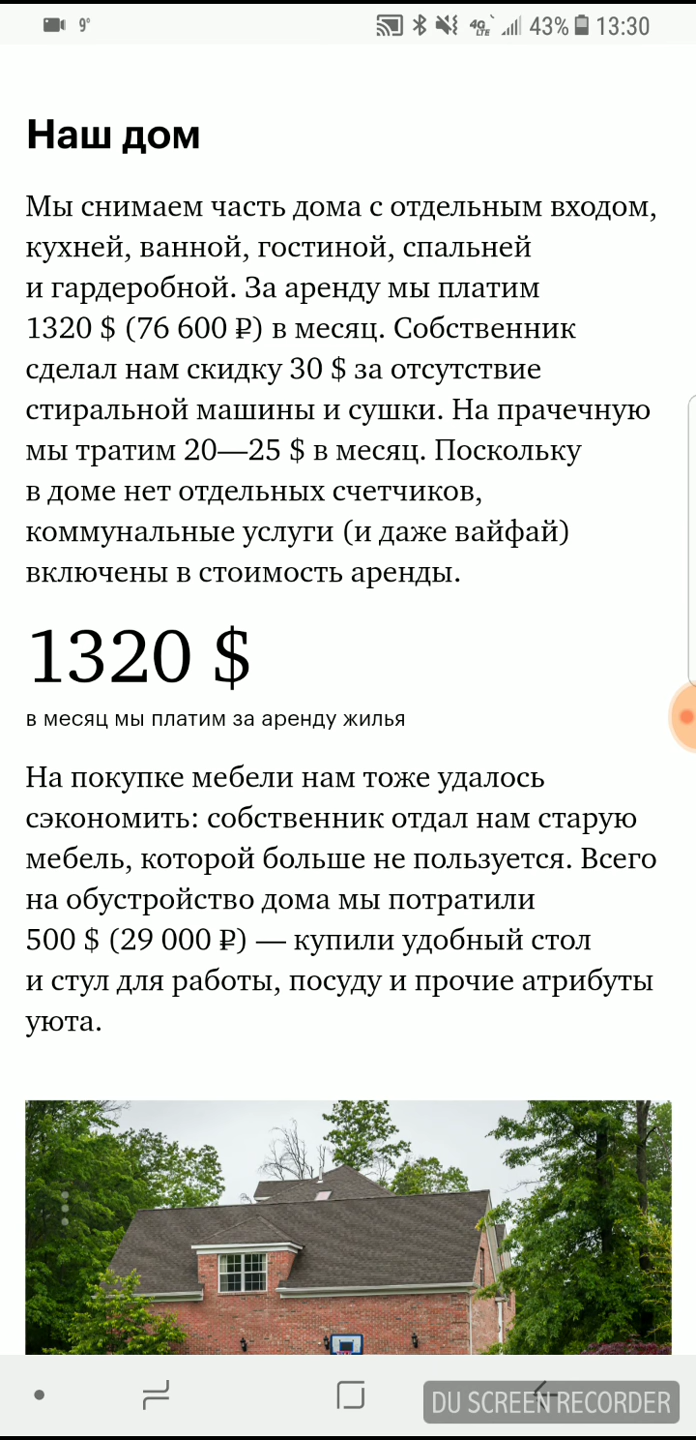 9°
4G LTE 43% 13:30
Наш дом
Мы снимаем часть дома с отдельным входом,
кухней, ванной, гостиной, спальней
и гардеробной. За аренду мы платим
1320 $ (76 600 ₽) в месяц. Собственник
сделал нам скидку 30 $ за отсутствие
стиральной машины и сушки. На прачечную
мы тратим 20—25 $ в месяц. Поскольку
в доме нет отдельных счетчиков,
коммунальные услуги (и даже вайфай)
включены в стоимость аренды.
1320 $
в месяц мы платим за аренду жилья
На покупке мебели нам тоже удалось
сэкономить: собственник отдал нам старую
мебель, которой больше не пользуется. Всего
на обустройство дома мы потратили
500 $ (29 000 ₽) — купили удобный стол
и стул для работы, посуду и прочие атрибуты
уюта.
DU SCREEN RECORDER